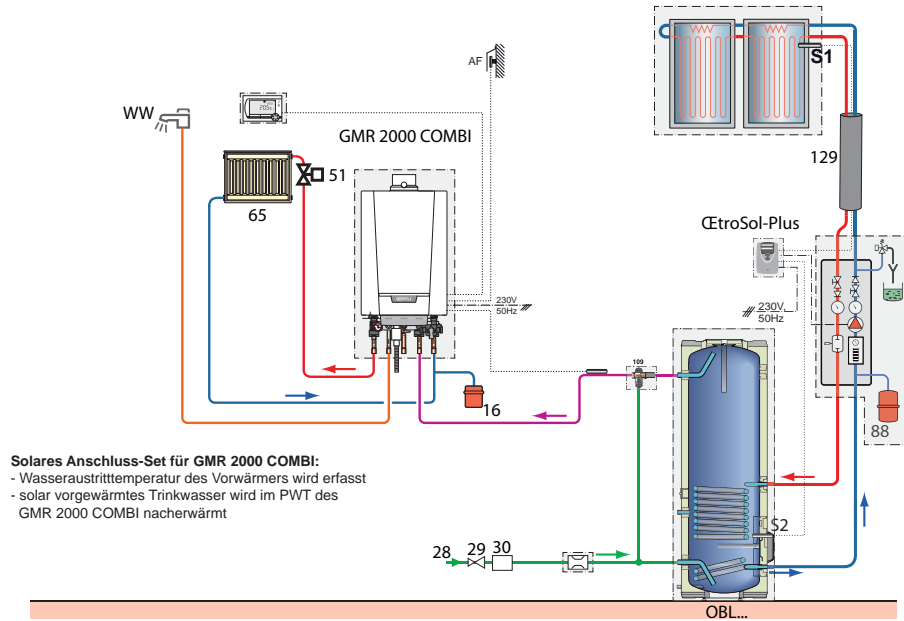 S1
AF
WW
GMR 2000 COMBI
51
129
65
ŒtroSol-Plus
230V
50Hz
230V
50Hz
109
16
88
Solares Anschluss-Set für GMR 2000 COMBI:
- Wasseraustritttemperatur des Vorwärmers wird erfasst
- solar vorgewärmtes Trinkwasser wird im PWT des
GMR 2000 COMBI nacherwärmt
S2
28
29
30
OBL...